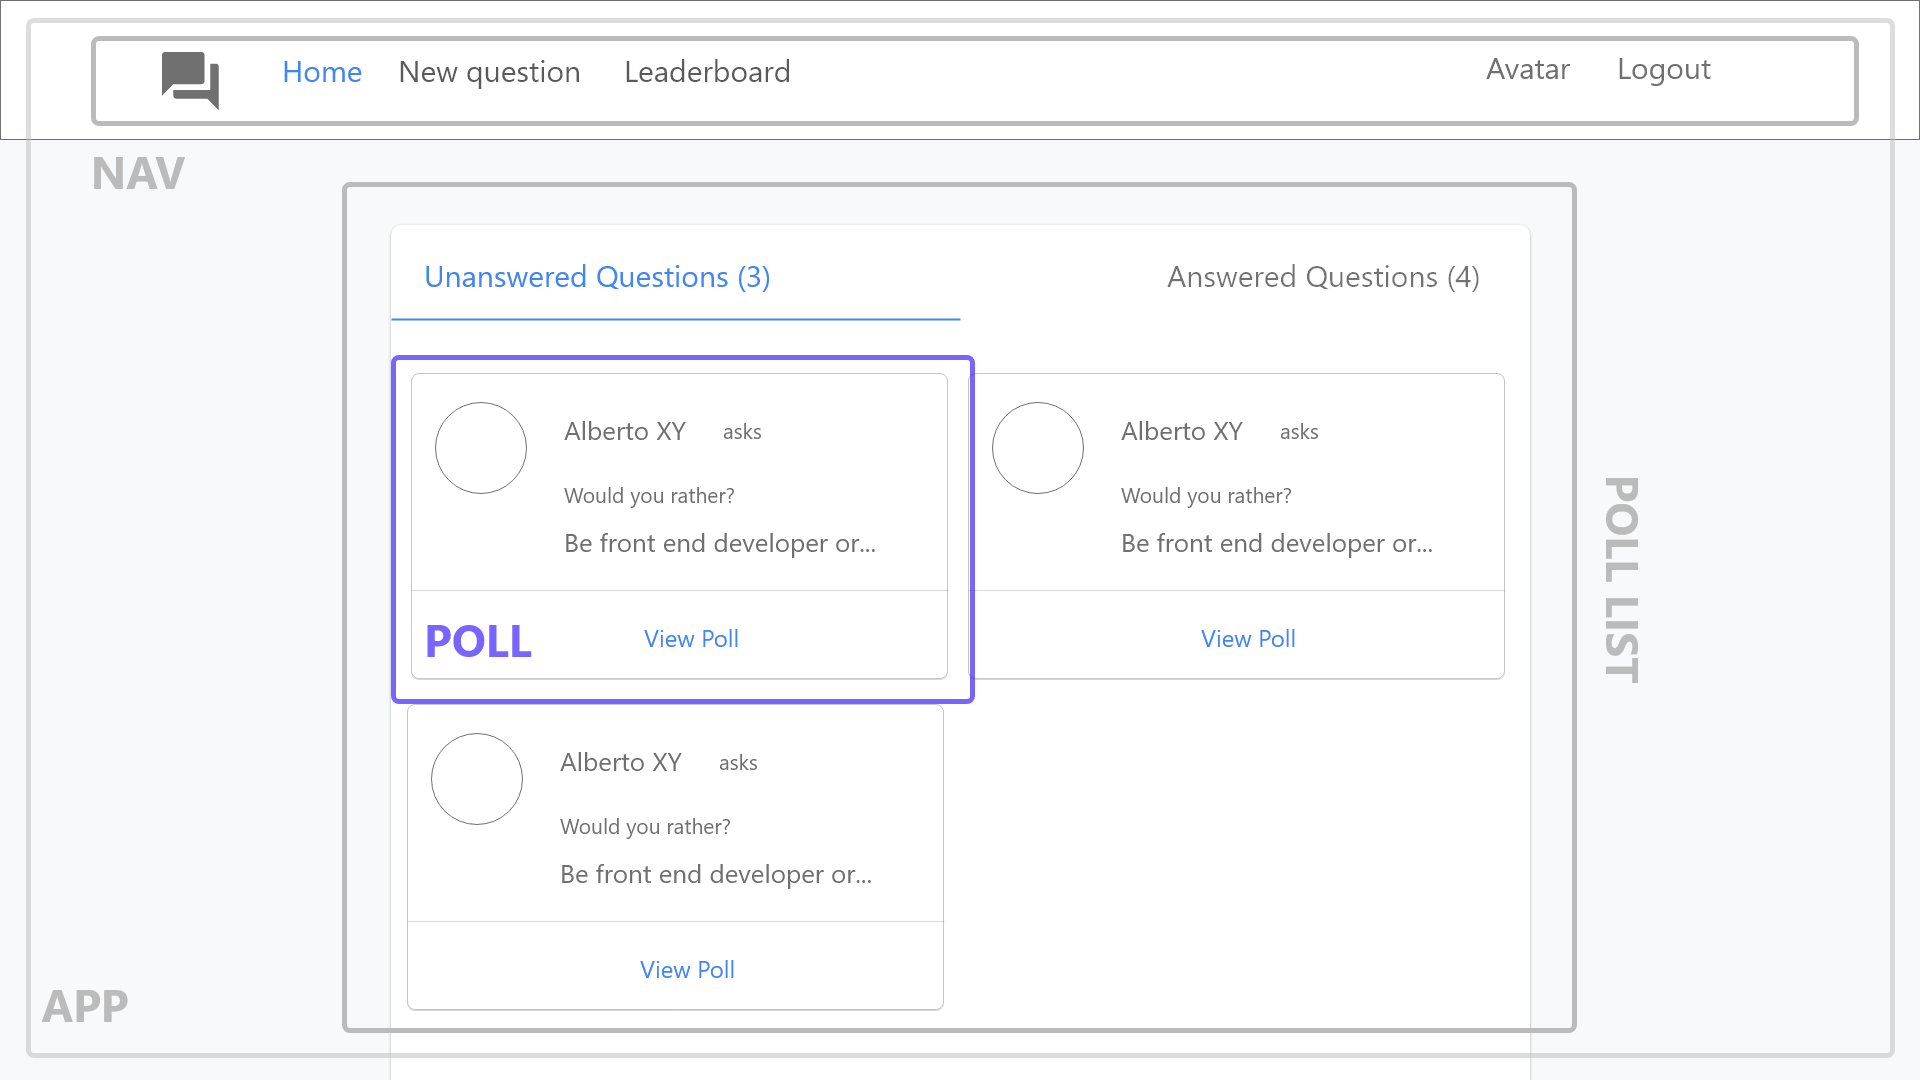 Home New question Leaderboard Avatar Logout
NAV
Unanswered Questions (3) Answered Questions (4)
Alberto XY asks
Would you rather?
Be front end developer or...
POLL View Poll
Alberto XY asks
Would you rather?
Be front end developer or...
View Poll
POLL LIST
Alberto XY asks
Would you rather?
Be front end developer or...
View Poll
APP